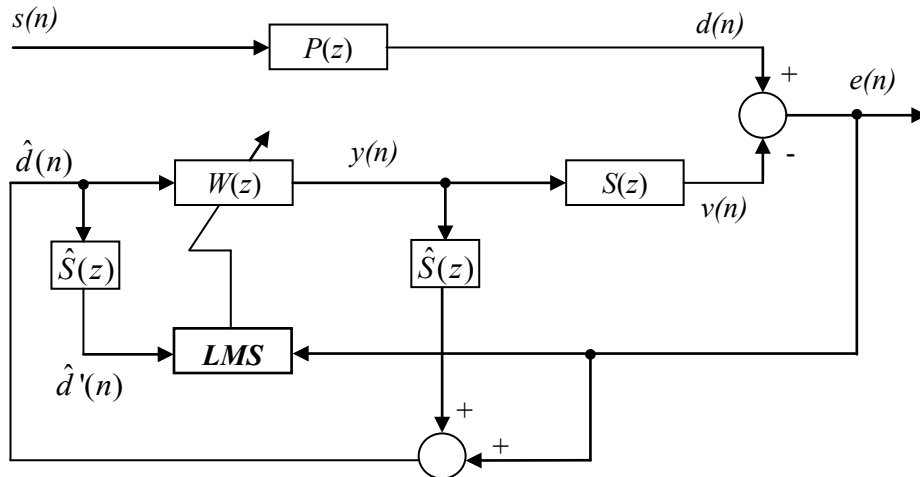 s(n)
P(z)
d(n)
+
e(n)
d̂(n)
W(z)
y(n)
S(z)
-
v(n)
Ŝ(z)
Ŝ(z)
LMS
d̂'(n)
+
+